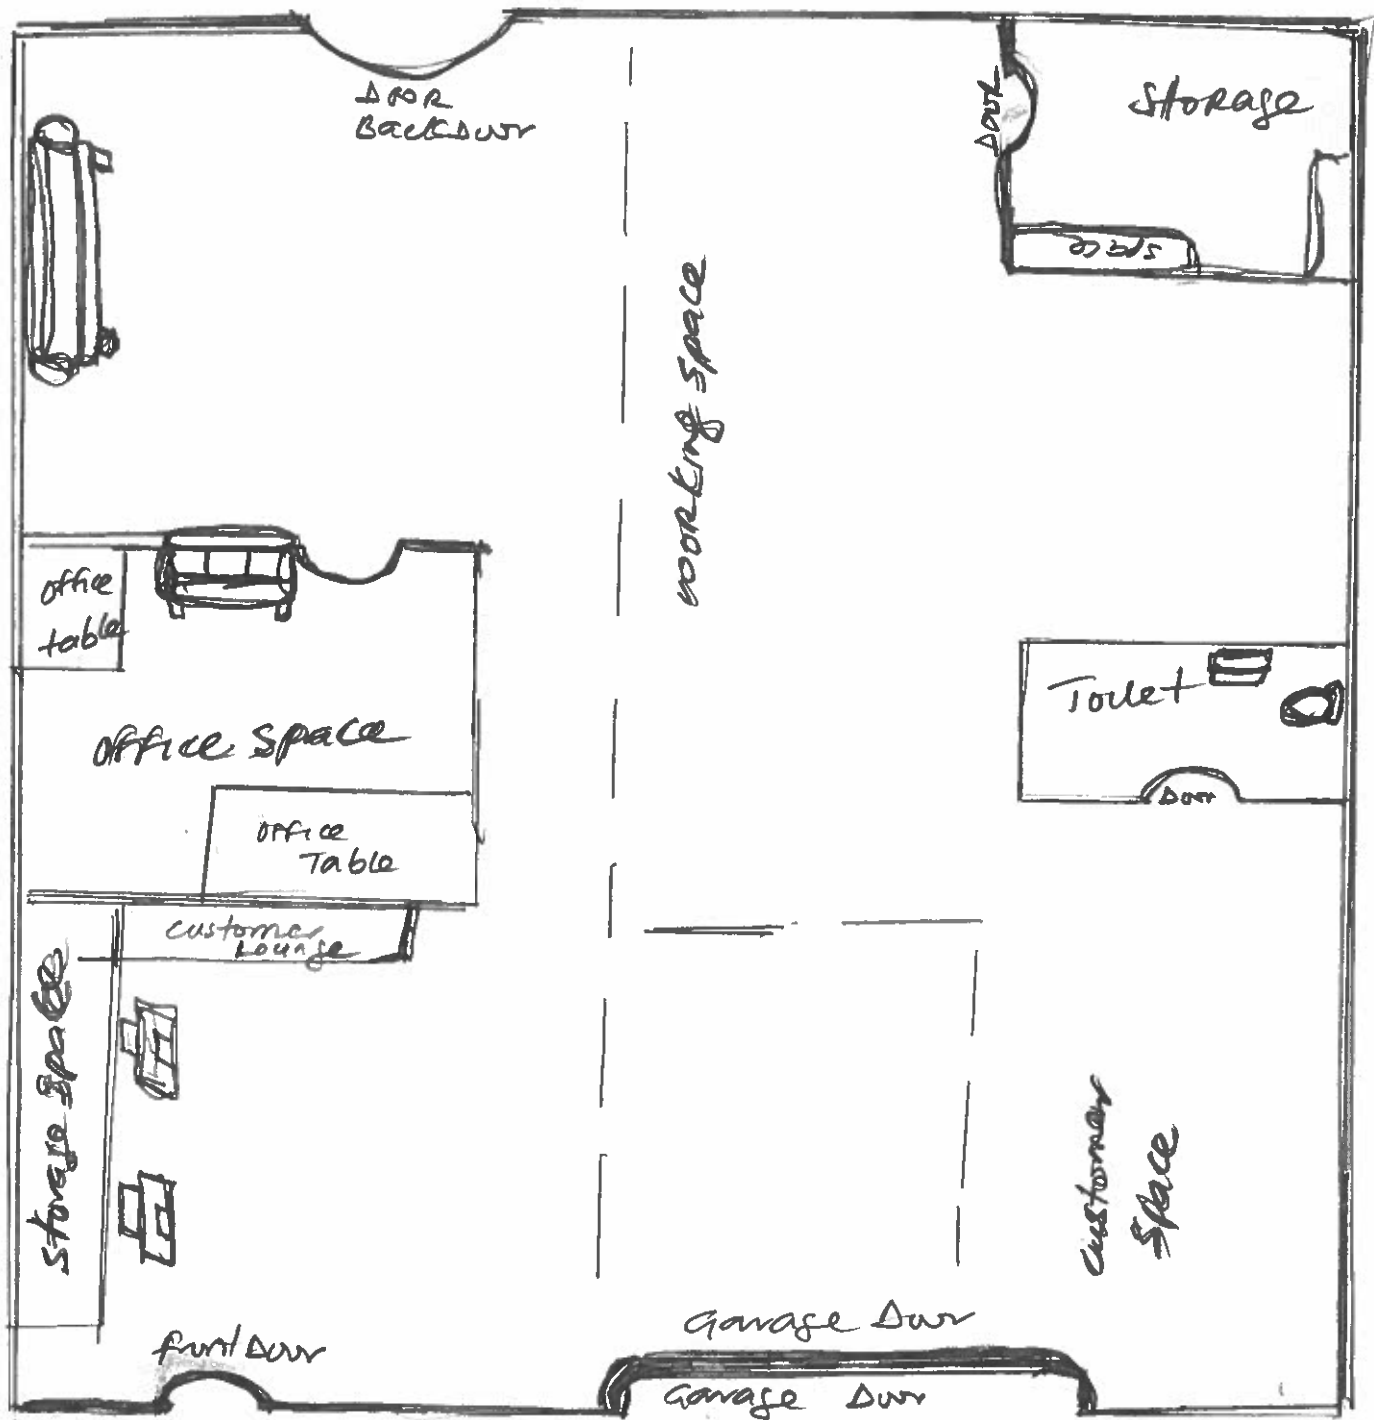 Door
BackDoor
Door
Storage
space
working space
office
table
office space
office
Table
Toilet
Door
customer
Lounge
storage space
customer
space
front Door
Garage Door
Garage Door